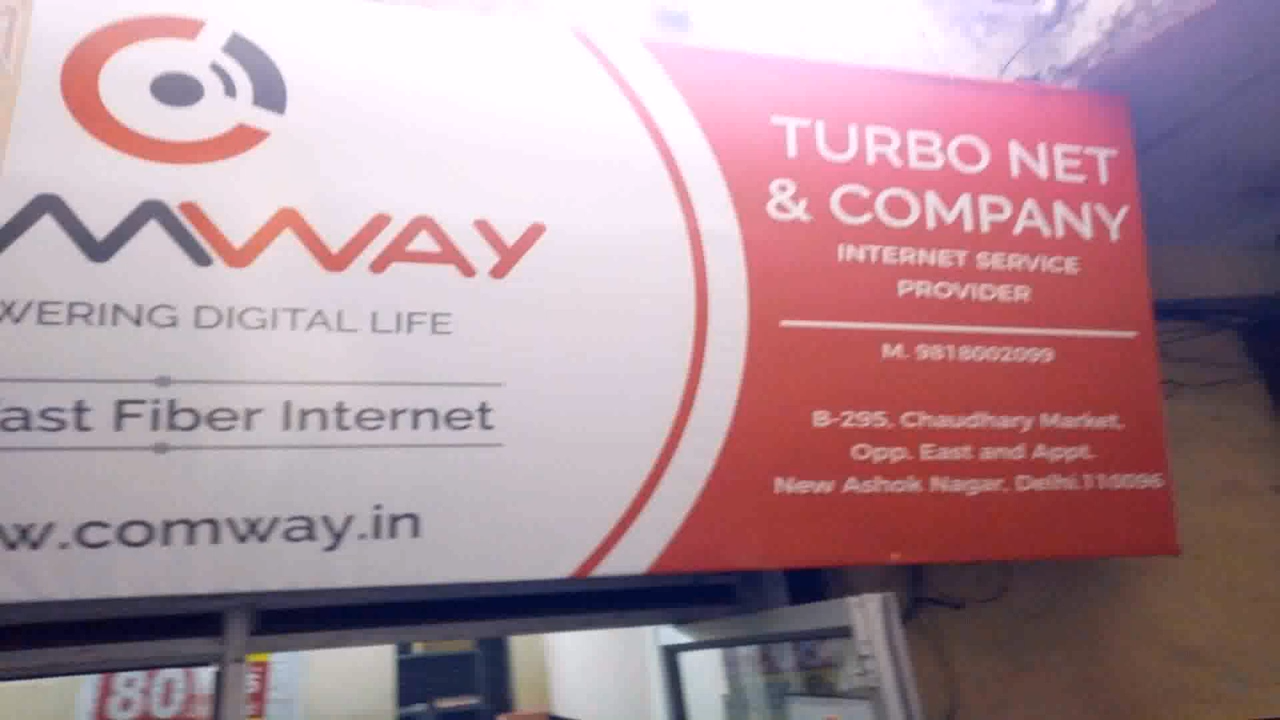 MWAY
WERING DIGITAL LIFE
ast Fiber Internet
w.comway.in
TURBO NET
& COMPANY
INTERNET SERVICE
PROVIDER
M. 9818002099
B-295, Chaudhary Market,
Opp. East and Appt.
New Ashok Nagar, Delhi.110096
80